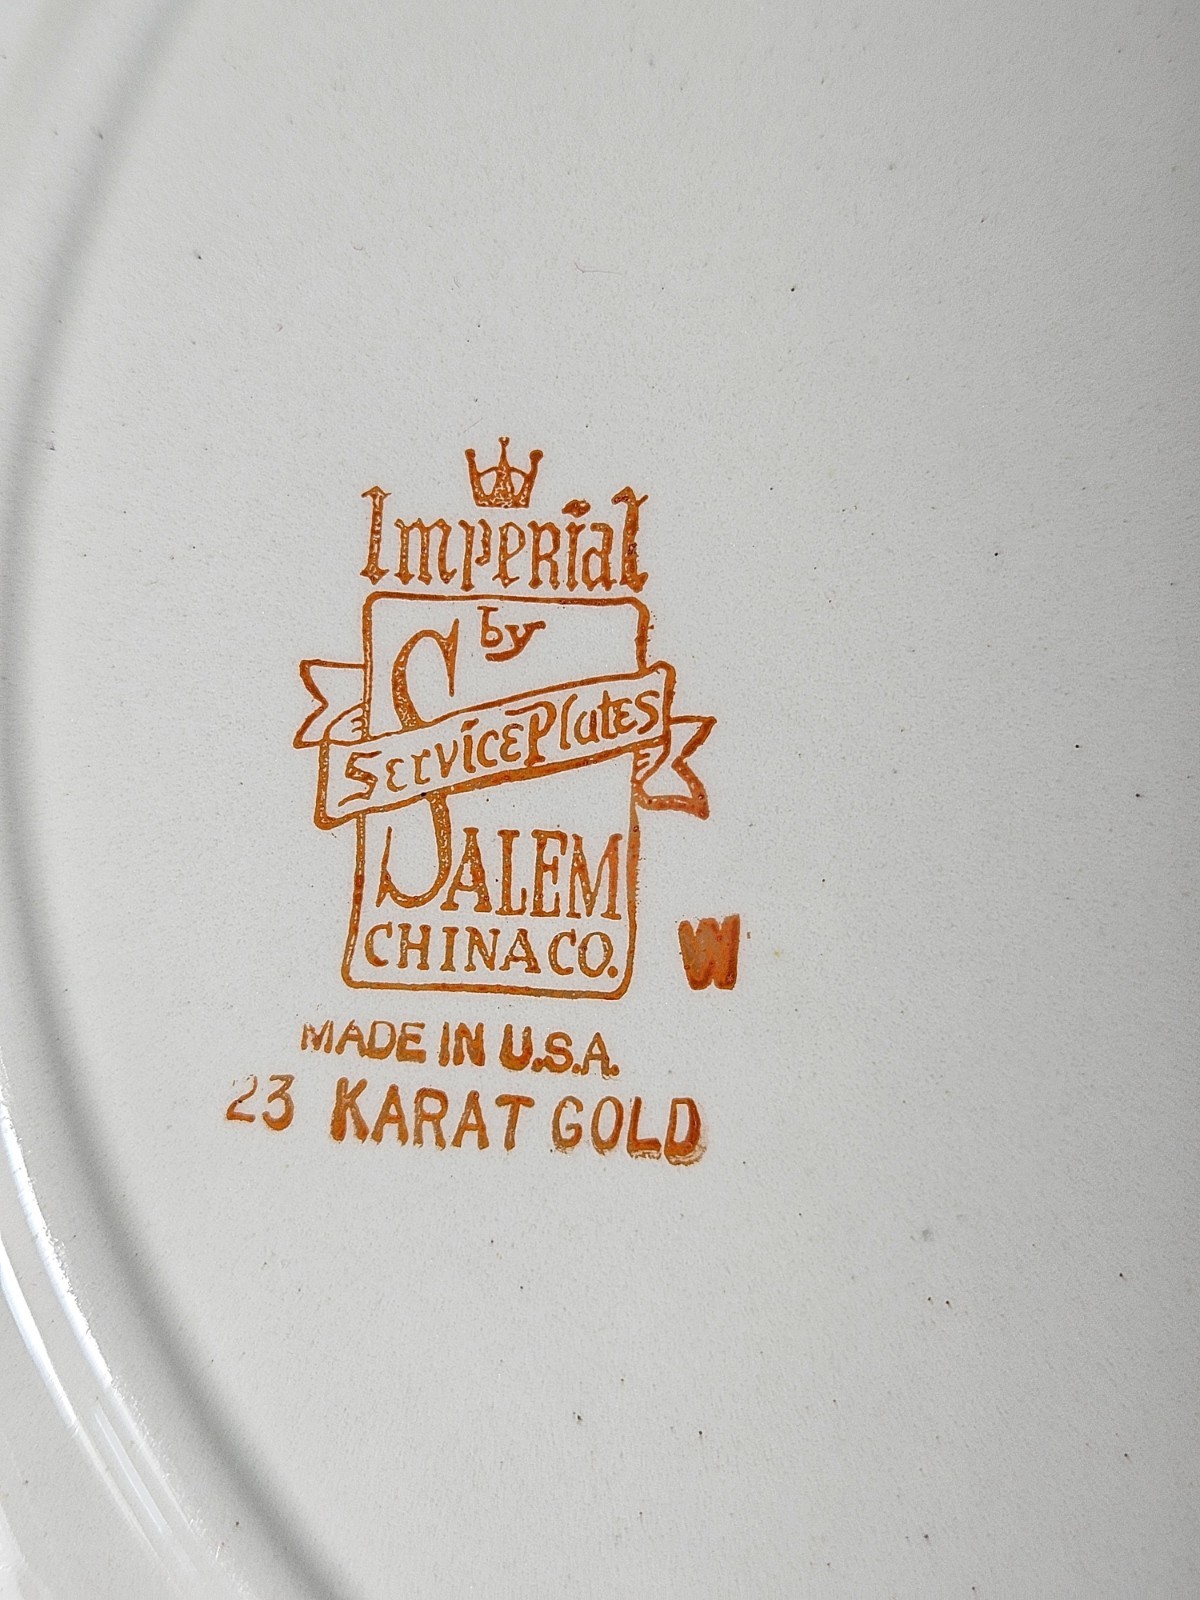 Imperial
by
Service Plates
SALEM
CHINA CO.
W
MADE IN U.S.A.
23 KARAT GOLD